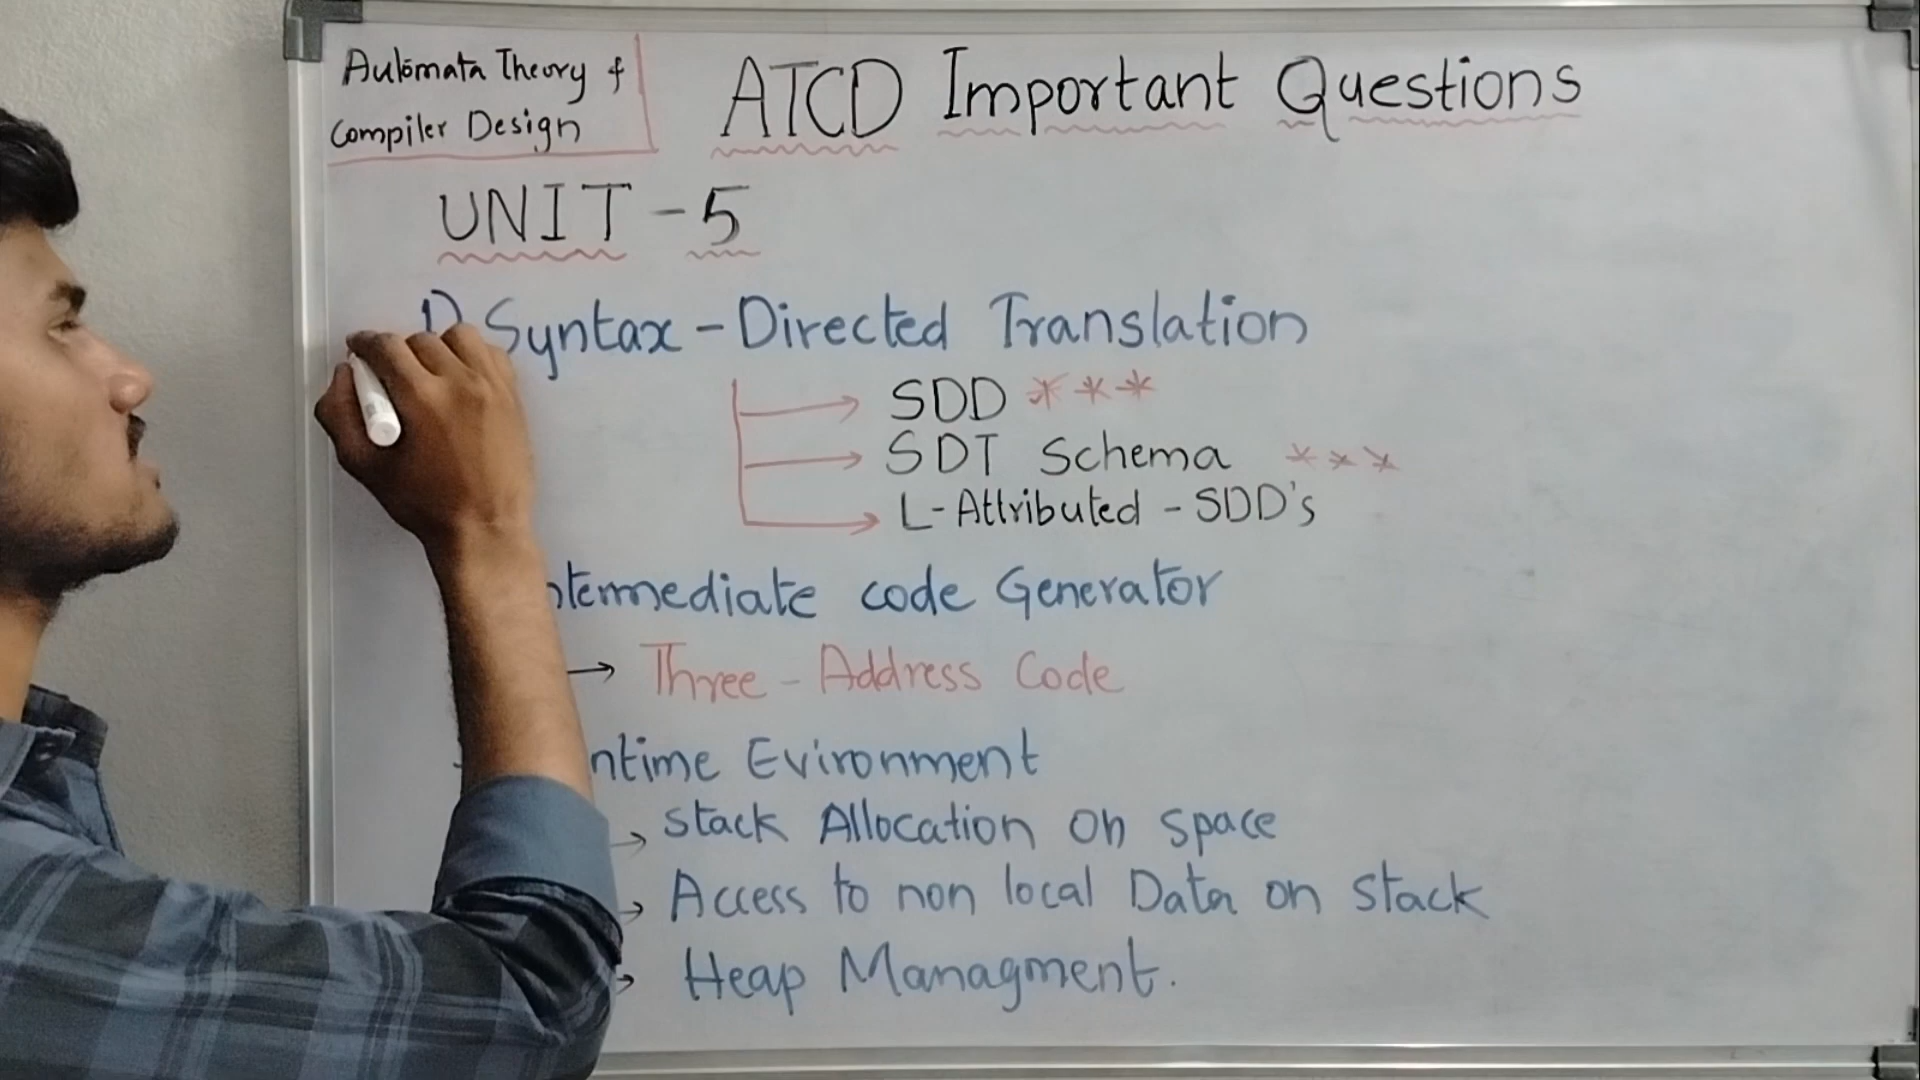 Automata Theory &
Compiler Design
ATCD Important Questions
UNIT - 5
1) Syntax - Directed Translation
SDD ***
SDT Schema ***
L - Attributed - SDD's
ntermediate code Generator
→ Three - Address Code
ntime Evironment
→ Stack Allocation on space
→ Access to non local Data on stack
→ Heap Managment.